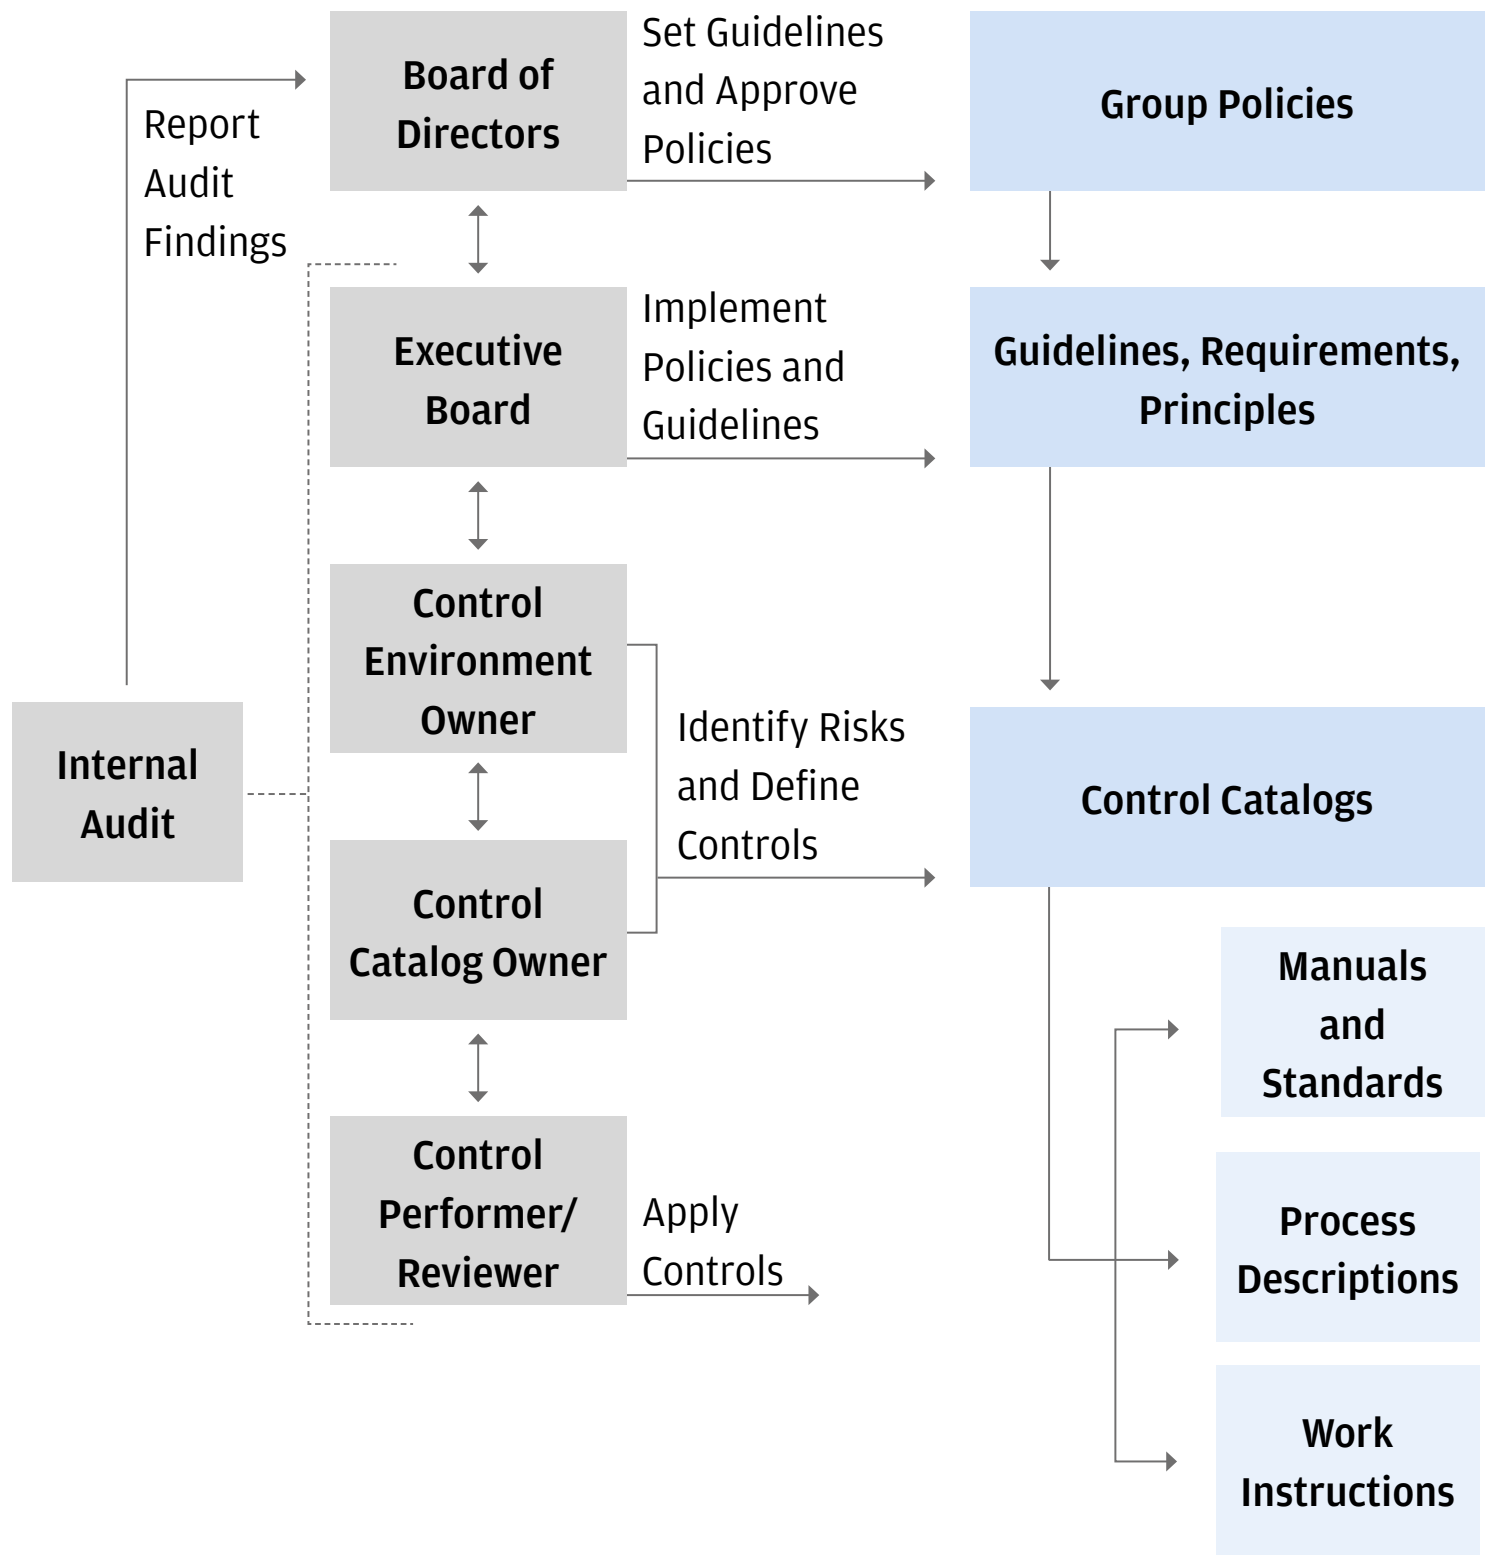 Board of
Directors
Set Guidelines
and Approve
Policies
Group Policies
Report
Audit
Findings
Executive
Board
Implement
Policies and
Guidelines
Guidelines, Requirements,
Principles
Control
Environment
Owner
Internal
Audit
Identify Risks
and Define
Controls
Control Catalogs
Control
Catalog Owner
Manuals
and
Standards
Control
Performer/
Reviewer
Apply
Controls
Process
Descriptions
Work
Instructions